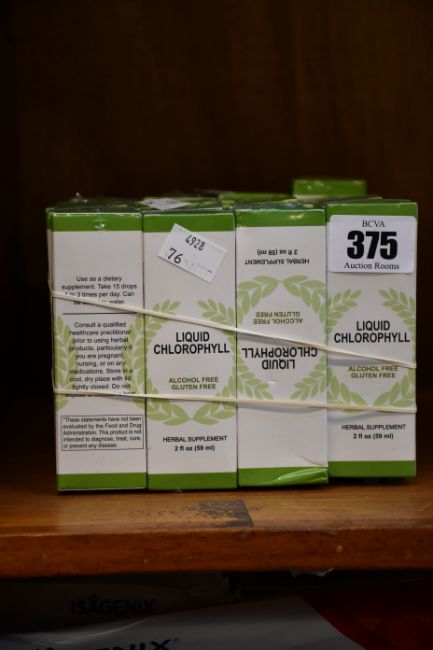 Use as a dietary
supplement. Take 15 drops
to 3 times per day. Can
be
water.
Consult a qualified
healthcare practitioner
prior to using herbal
products, particularly if
you are pregnant,
nursing, or on any
medications. Store in a
cool, dry place with lid
tightly closed. Do not
*These statements have not been
evaluated by the Food and Drug
Administration. This product is not
intended to diagnose, treat, cure,
or prevent any disease.
4928
76
LIQUID
CHLOROPHYLL
ALCOHOL FREE
GLUTEN FREE
HERBAL SUPPLEMENT
2 fl oz (59 ml)
LIQUID
CHLOROPHYLL
ALCOHOL FREE
GLUTEN FREE
HERBAL SUPPLEMENT
2 fl oz (59 ml)
BCVA
375
Auction Rooms
LIQUID
CHLOROPHYLL
ALCOHOL FREE
GLUTEN FREE
HERBAL SUPPLEMENT
2 fl oz (59 ml)
ISAGENIX
GENIX